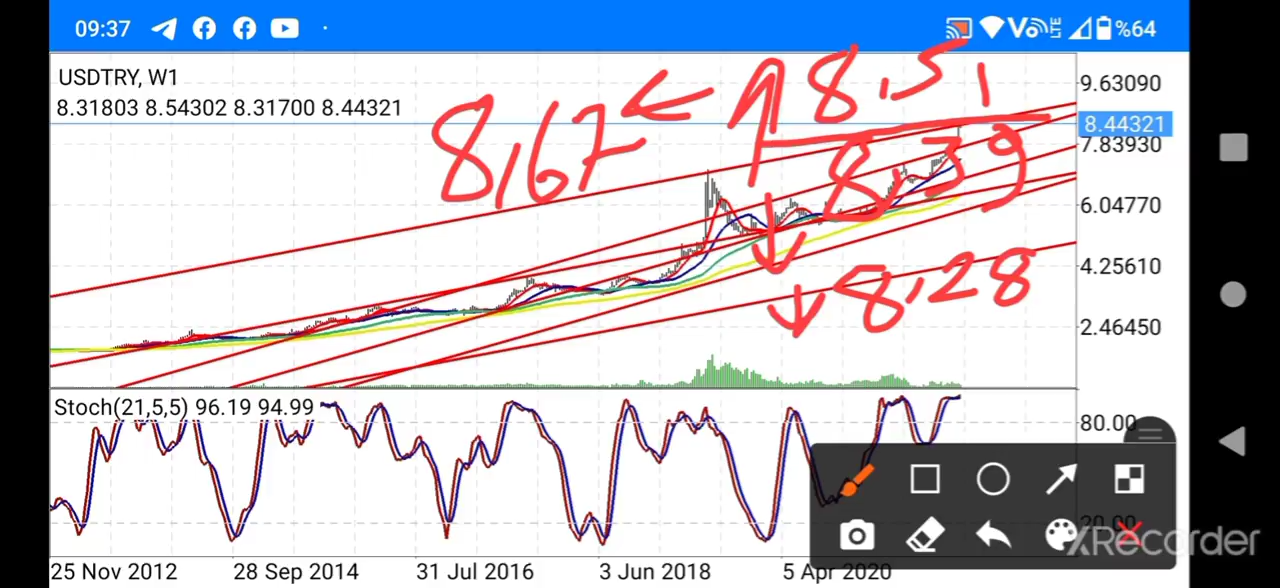 09:37 %64
USDTRY, W1
8.31803 8.54302 8.31700 8.44321
8,51
8,67
8,39
8,28
9.63090
8.44321
7.83930
6.04770
4.25610
2.46450
Stoch(21,5,5) 96.19 94.99
80.00
20.00
25 Nov 2012 28 Sep 2014 31 Jul 2016 3 Jun 2018 5 Apr 2020
XRecorder